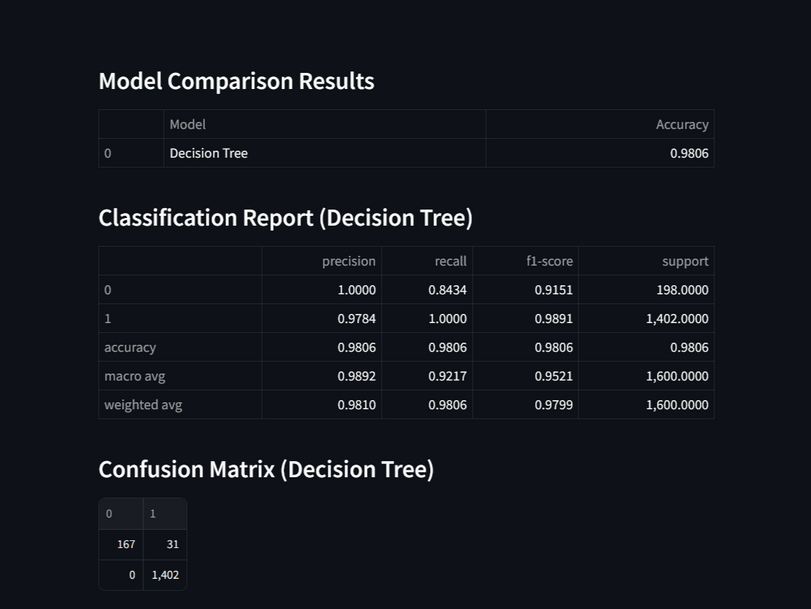 Model Comparison Results
Model Accuracy
0 Decision Tree 0.9806
Classification Report (Decision Tree)
precision recall f1-score support
0 1.0000 0.8434 0.9151 198.0000
1 0.9784 1.0000 0.9891 1,402.0000
accuracy 0.9806 0.9806 0.9806 0.9806
macro avg 0.9892 0.9217 0.9521 1,600.0000
weighted avg 0.9810 0.9806 0.9799 1,600.0000
Confusion Matrix (Decision Tree)
0 1
167 31
0 1,402